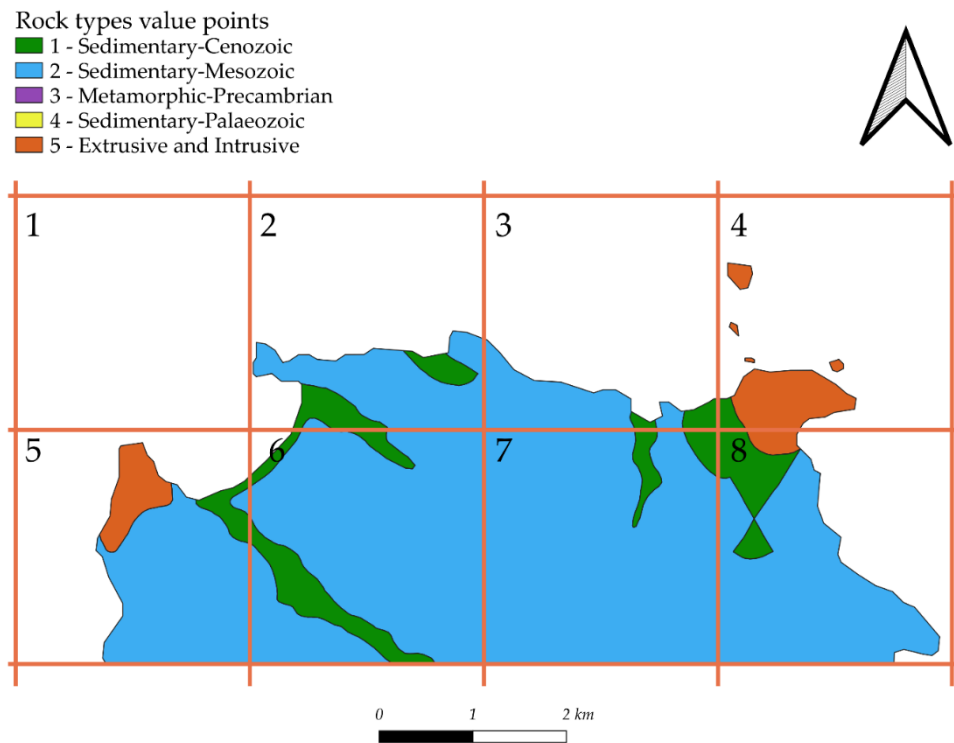 Rock types value points
1 - Sedimentary-Cenozoic
2 - Sedimentary-Mesozoic
3 - Metamorphic-Precambrian
4 - Sedimentary-Palaeozoic
5 - Extrusive and Intrusive
1 2 3 4
5 6 7 8
0 1 2 km